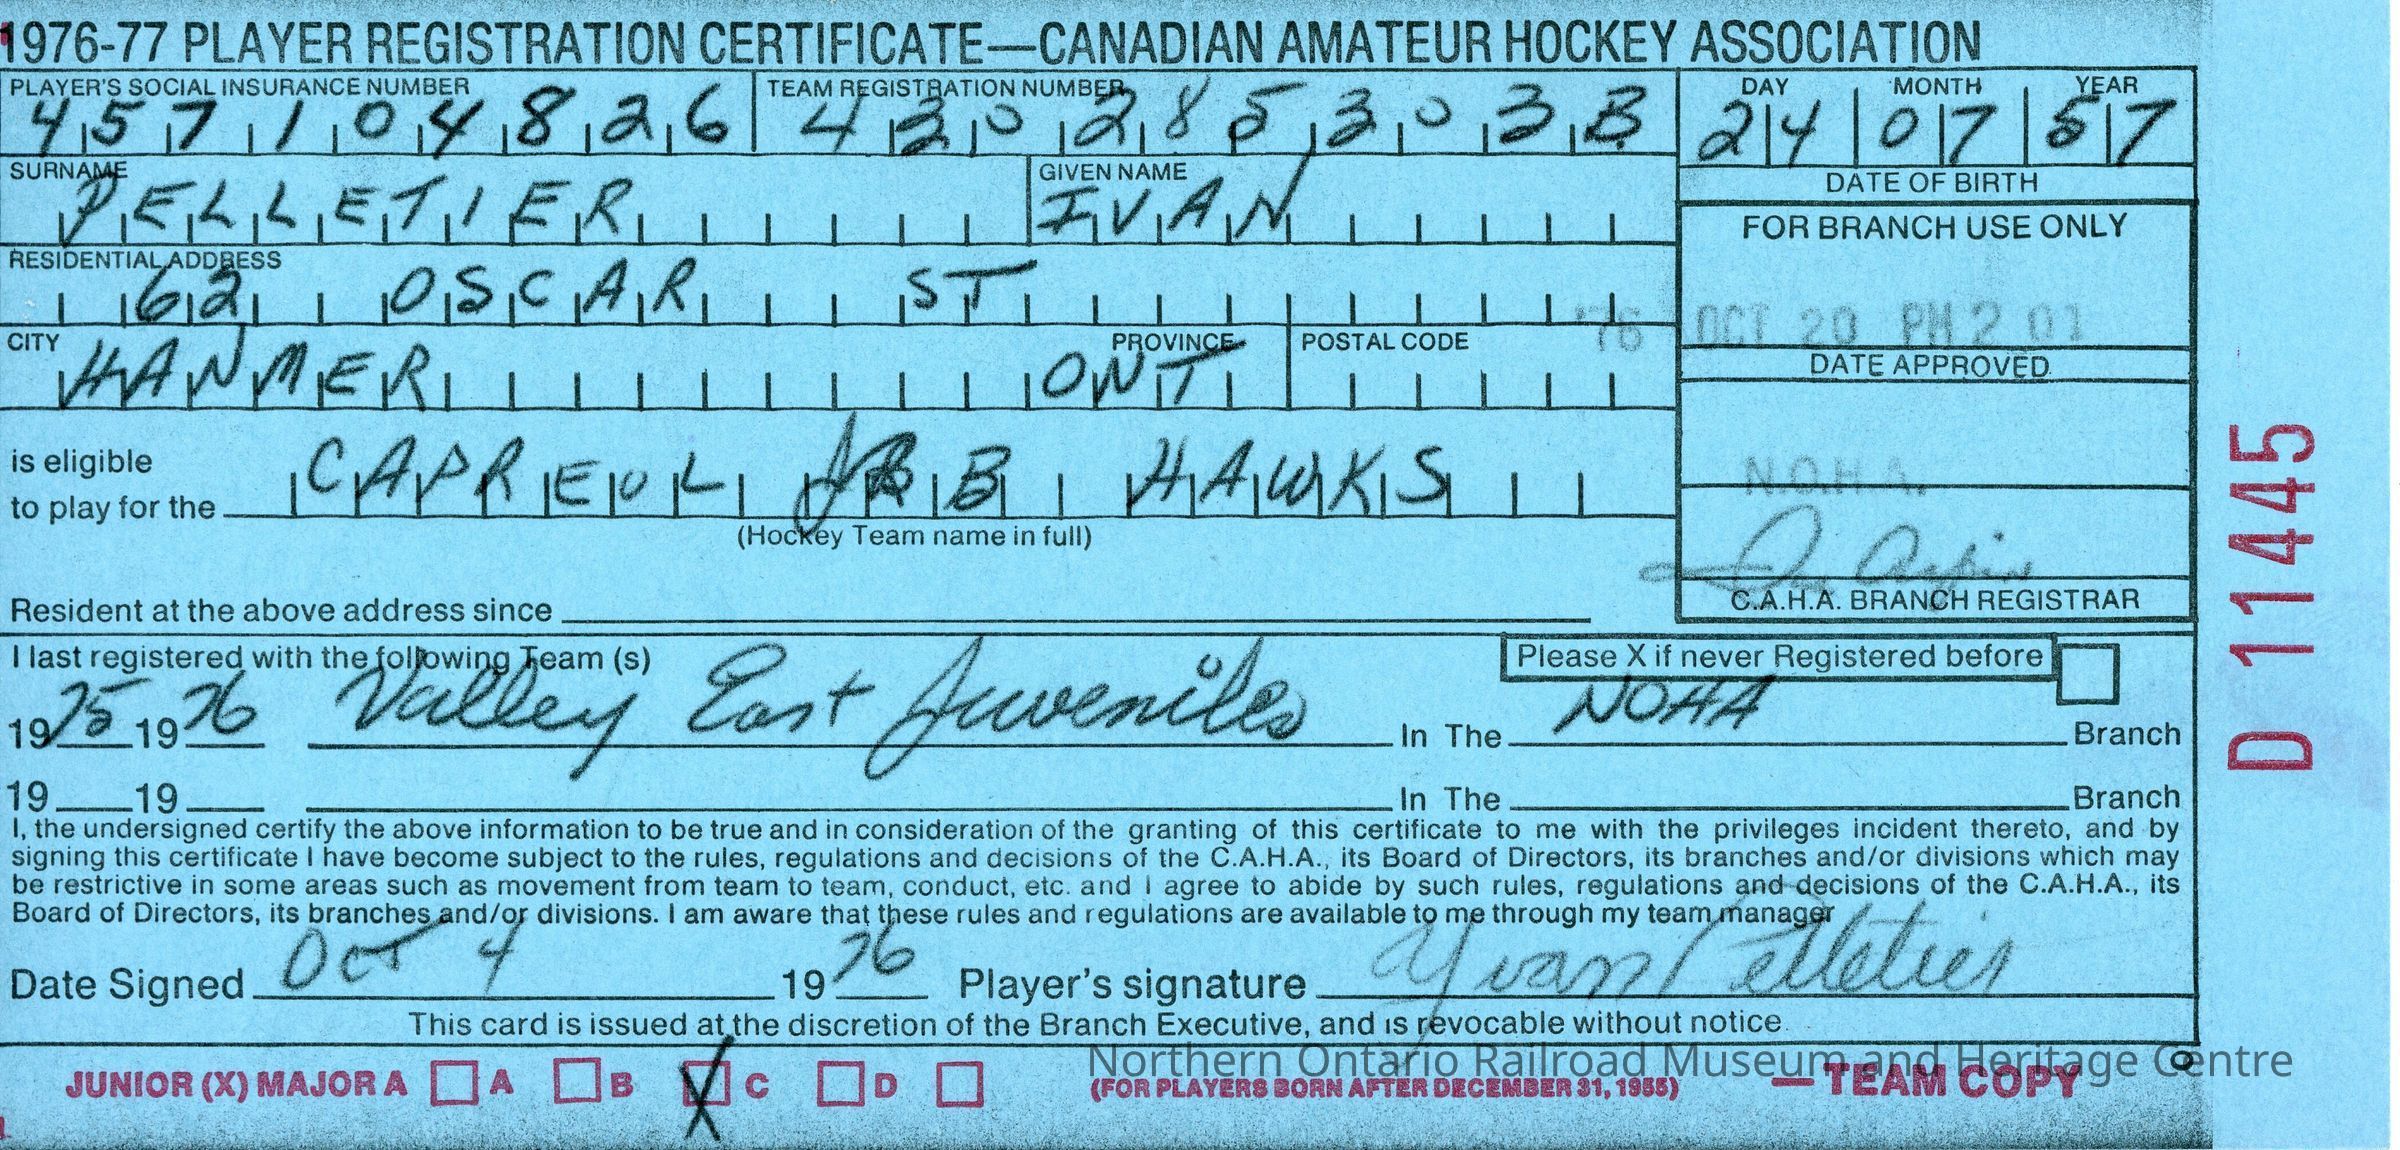 1976-77 PLAYER REGISTRATION CERTIFICATE—CANADIAN AMATEUR HOCKEY ASSOCIATION
PLAYER'S SOCIAL INSURANCE NUMBER TEAM REGISTRATION NUMBER DAY MONTH YEAR
457104826 430285303B 24 07 57
SURNAME GIVEN NAME DATE OF BIRTH
PELLETIER IVAN
FOR BRANCH USE ONLY
RESIDENTIAL ADDRESS
62 OSCAR ST
'76 OCT 20 PM 2 01
CITY PROVINCE POSTAL CODE
HANMER ONT
DATE APPROVED
is eligible
to play for the CAPREOL JR B HAWKS
N.O.H.A.
(Hockey Team name in full)
C.A.H.A. BRANCH REGISTRAR
Resident at the above address since
I last registered with the following Team (s) Please X if never Registered before
1975 1976 Valley East Juveniles In The NOHA Branch
19 19 In The Branch
I, the undersigned certify the above information to be true and in consideration of the granting of this certificate to me with the privileges incident thereto, and by
signing this certificate I have become subject to the rules, regulations and decisions of the C.A.H.A., its Board of Directors, its branches and/or divisions which may
be restrictive in some areas such as movement from team to team, conduct, etc. and I agree to abide by such rules, regulations and decisions of the C.A.H.A., its
Board of Directors, its branches and/or divisions. I am aware that these rules and regulations are available to me through my team manager
Date Signed Oct 4 1976 Player's signature Yvan Pelletier
This card is issued at the discretion of the Branch Executive, and is revocable without notice.
JUNIOR (X) MAJOR A A B X C D (FOR PLAYERS BORN AFTER DECEMBER 31, 1955) — TEAM COPY
Northern Ontario Railroad Museum and Heritage Centre
D 11445